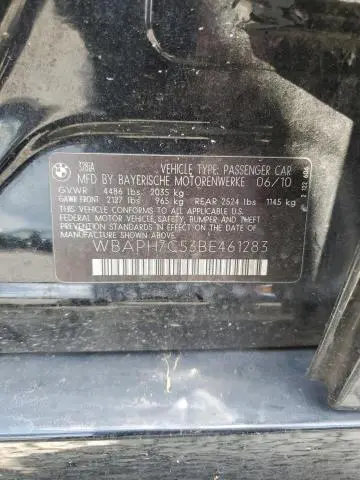 BMW
328iA
VEHICLE TYPE: PASSENGER CAR
MFD BY BAYERISCHE MOTORENWERKE 06/10
GVWR 4486 lbs 2035 kg
GAWR FRONT 2127 lbs 965 kg REAR 2524 lbs 1145 kg
THIS VEHICLE CONFORMS TO ALL APPLICABLE U.S.
FEDERAL MOTOR VEHICLE SAFETY, BUMPER, AND THEFT
PREVENTION STANDARDS IN EFFECT ON THE DATE OF
MANUFACTURE SHOWN ABOVE.
WBAPH7C53BE461283